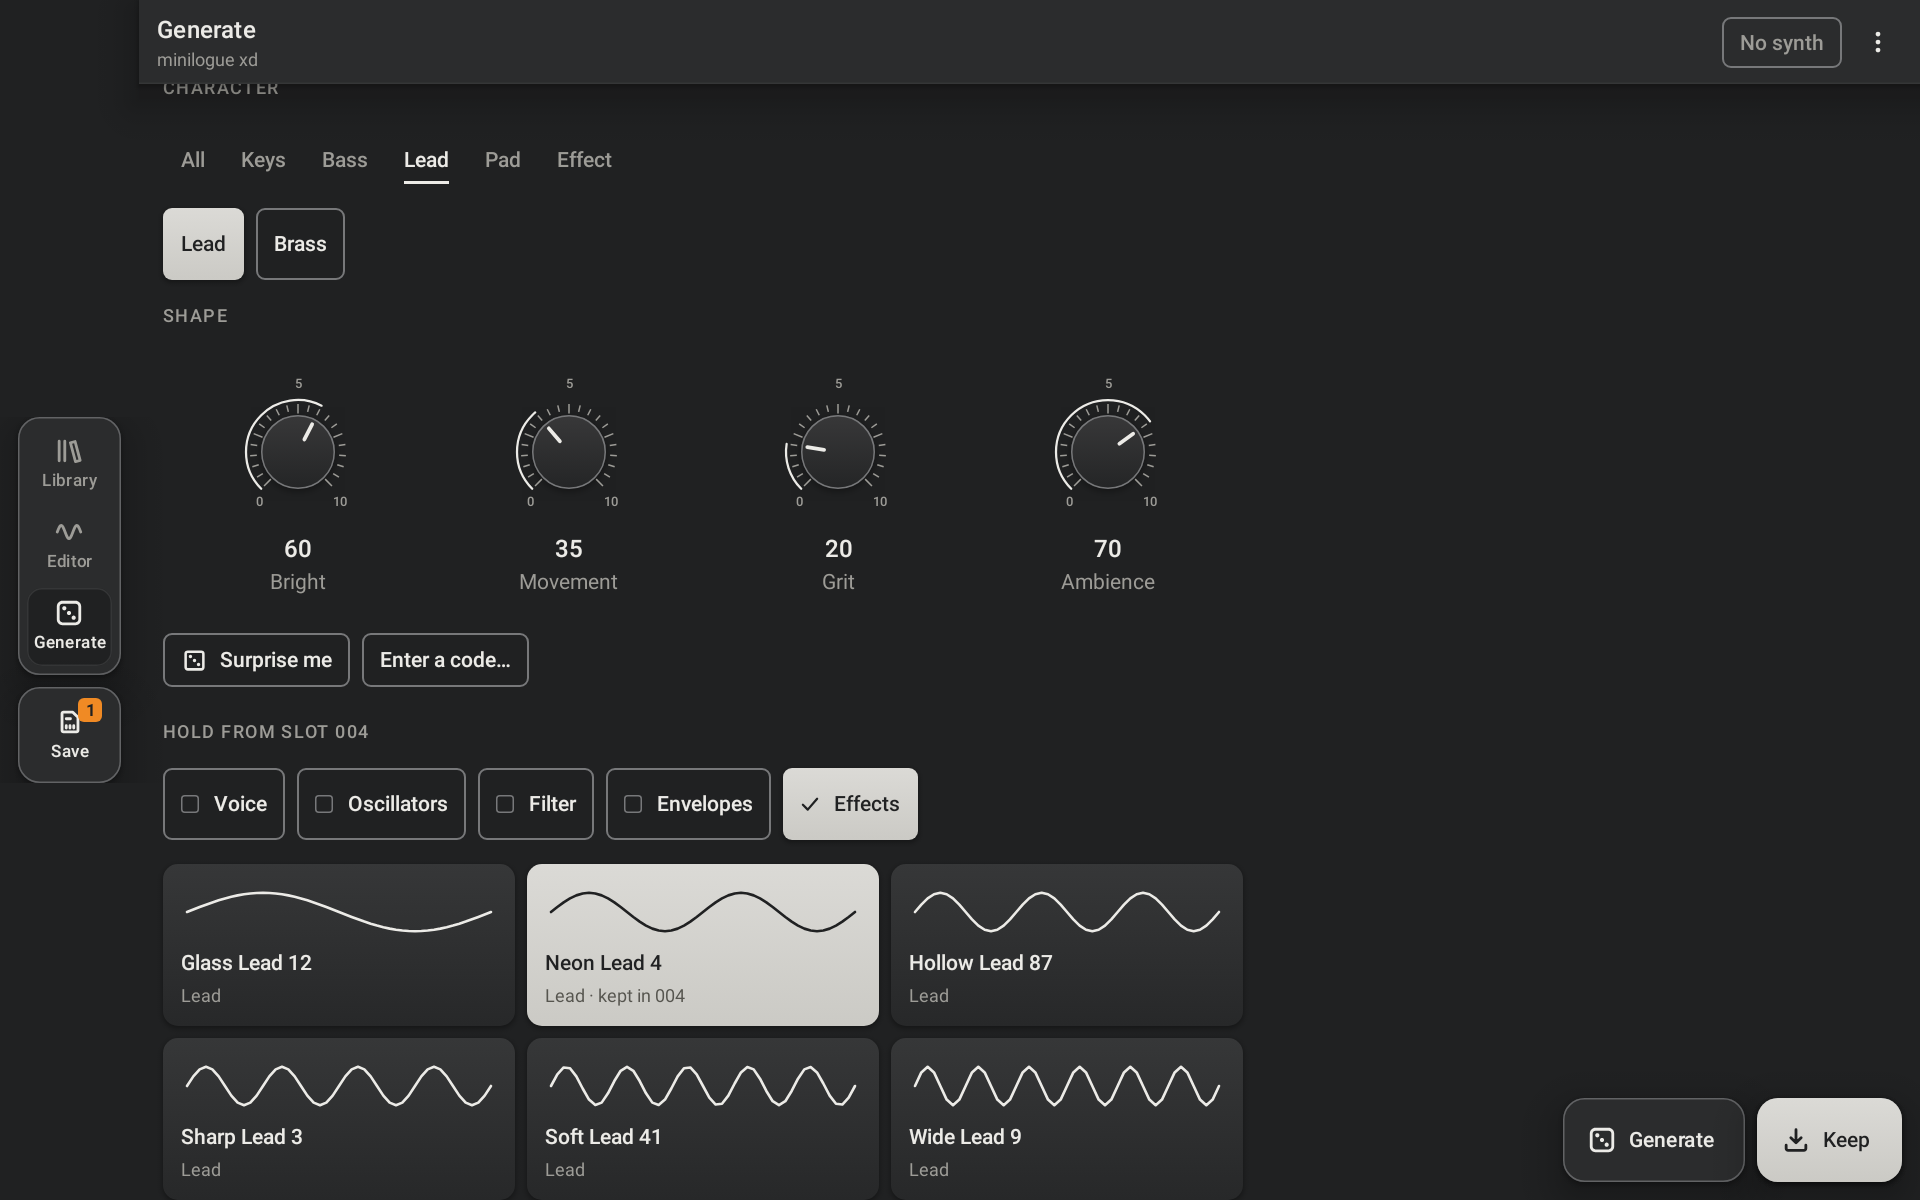 Generate
minilogue xd
No synth
CHARACTER
All Keys Bass Lead Pad Effect
Lead Brass
SHAPE
5 5 5 5
0 10 0 10 0 10 0 10
60 35 20 70
Bright Movement Grit Ambience
Library
Editor
Generate
1
Save
Surprise me Enter a code...
HOLD FROM SLOT 004
Voice Oscillators Filter Envelopes Effects
Glass Lead 12
Lead
Neon Lead 4
Lead · kept in 004
Hollow Lead 87
Lead
Sharp Lead 3
Lead
Soft Lead 41
Lead
Wide Lead 9
Lead
Generate Keep